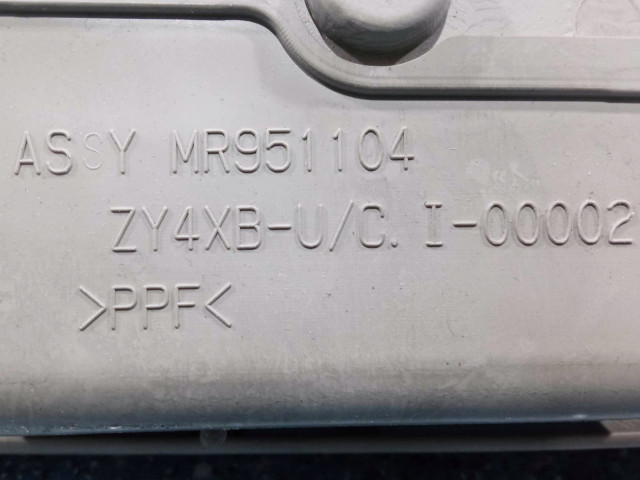 ASSY MR951104
ZY4XB-U/C. I-00002
>PPF<